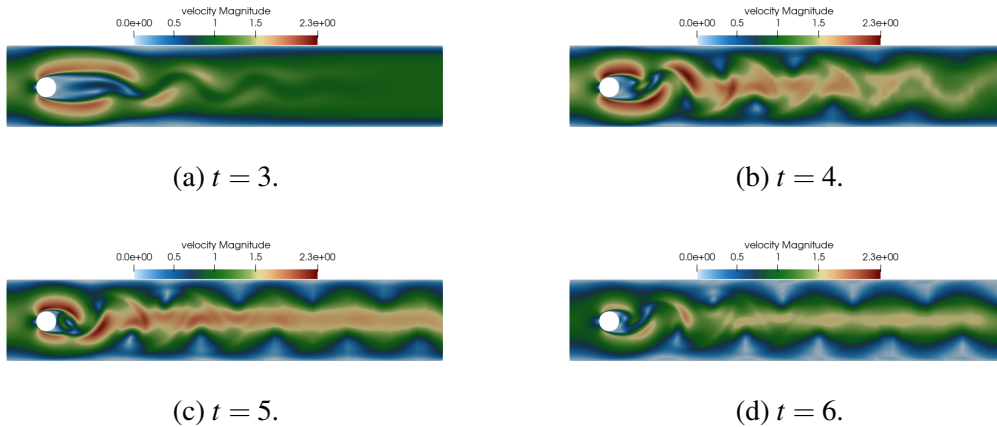 velocity Magnitude
0.0e+00 0.5 1 1.5 2.3e+00
(a) t = 3.
velocity Magnitude
0.0e+00 0.5 1 1.5 2.3e+00
(b) t = 4.
velocity Magnitude
0.0e+00 0.5 1 1.5 2.3e+00
(c) t = 5.
velocity Magnitude
0.0e+00 0.5 1 1.5 2.3e+00
(d) t = 6.